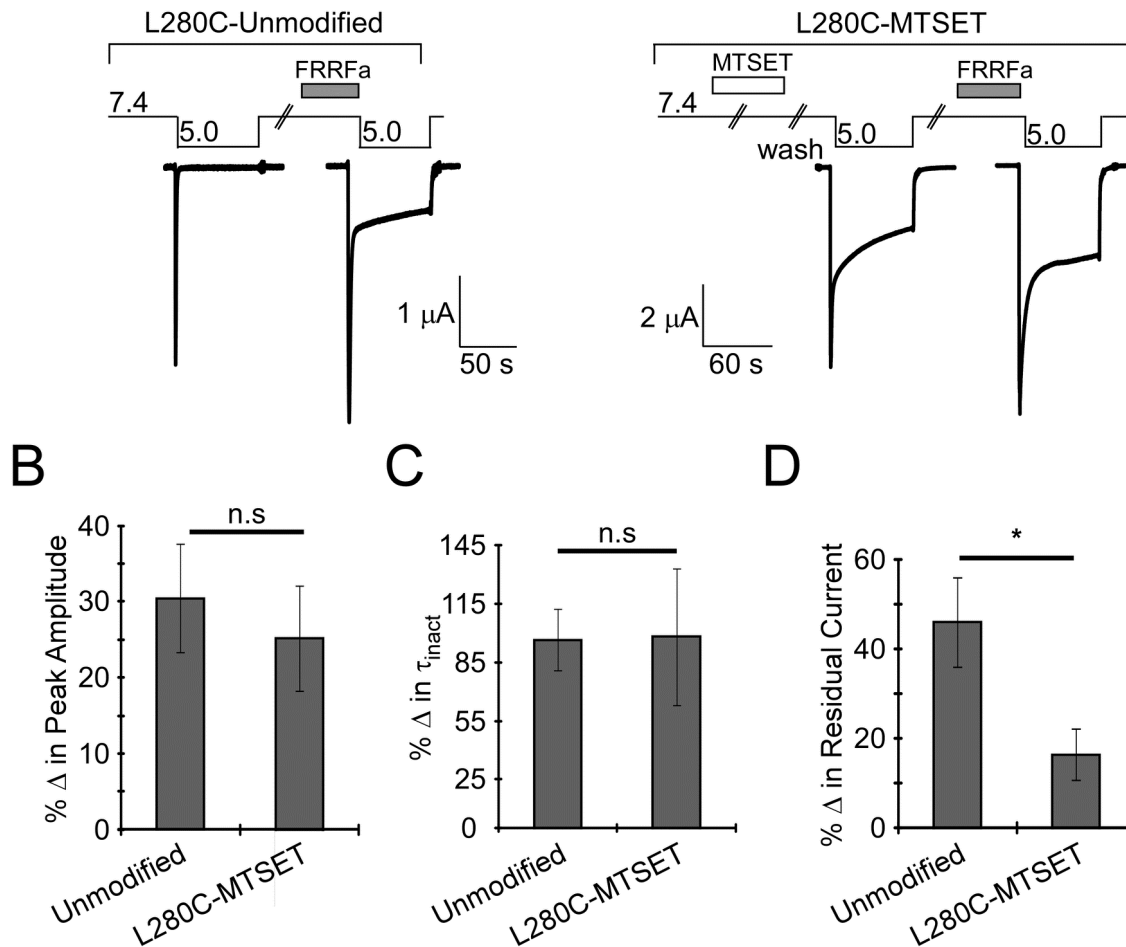 L280C-Unmodified
L280C-MTSET
FRRFa
MTSET
FRRFa
7.4
5.0
5.0
7.4
5.0
5.0
wash
1 μA
50 s
2 μA
60 s
B
C
D
% Δ in Peak Amplitude
40
30
20
10
0
n.s
Unmodified
L280C-MTSET
% Δ in τinact
145
115
85
55
25
0
n.s
Unmodified
L280C-MTSET
% Δ in Residual Current
60
40
20
0
*
Unmodified
L280C-MTSET